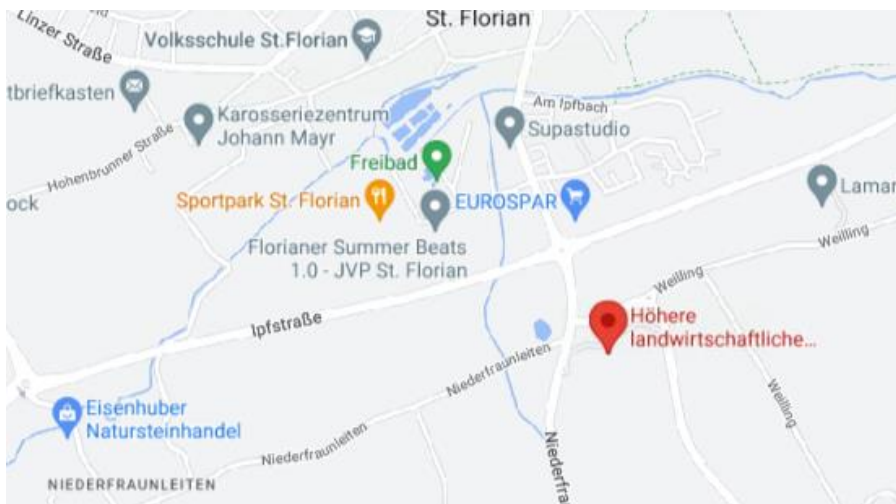 St. Florian
Linzer Straße
Volksschule St.Florian
tbriefkasten
Karosseriezentrum
Johann Mayr
Am Ipfbach
Supastudio
Hohenbrunner Straße
Freibad
Sportpark St. Florian
EUROSPAR
Lamar
ock
Florianer Summer Beats
1.0 - JVP St. Florian
Weilling
Weilling
Ipfstraße
Höhere
landwirtschaftliche...
Niederfraunleiten
Weilling
Eisenhuber
Natursteinhandel
Niederfraunleiten
Niederfra
NIEDERFRAUNLEITEN